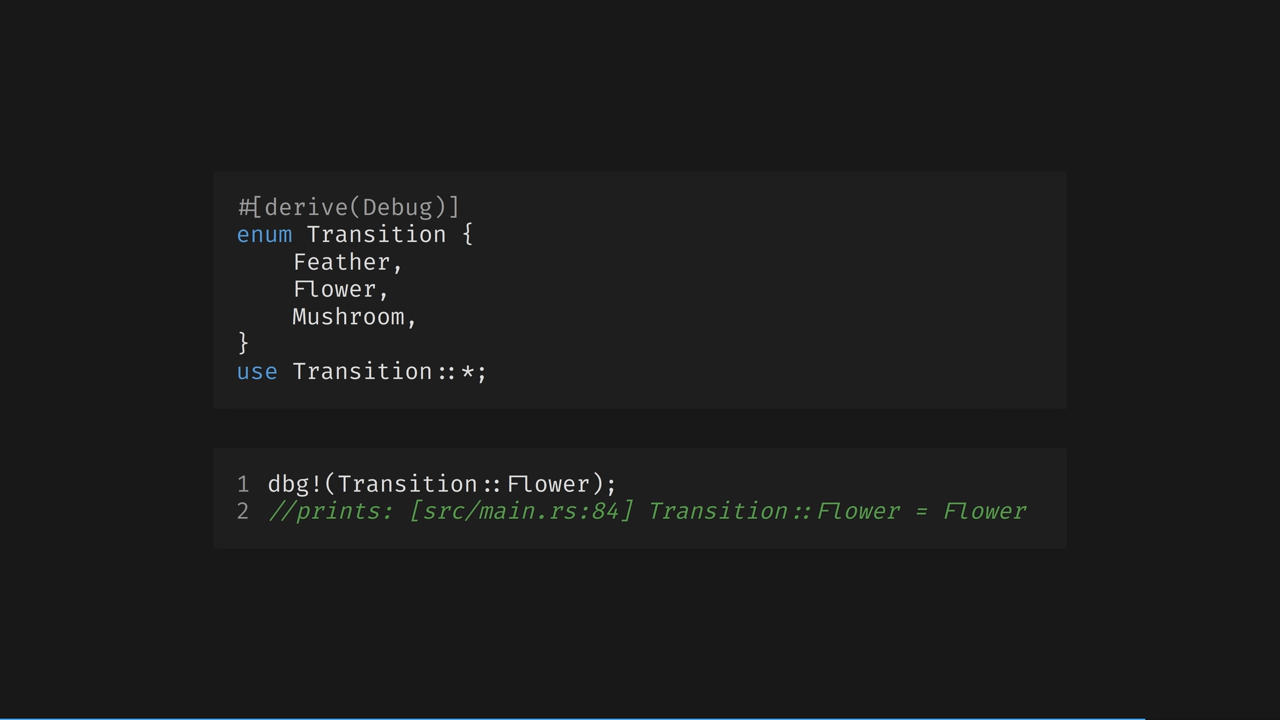 #[derive(Debug)]
enum Transition {
    Feather,
    Flower,
    Mushroom,
}
use Transition::*;
1 dbg!(Transition::Flower);
2 //prints: [src/main.rs:84] Transition::Flower = Flower